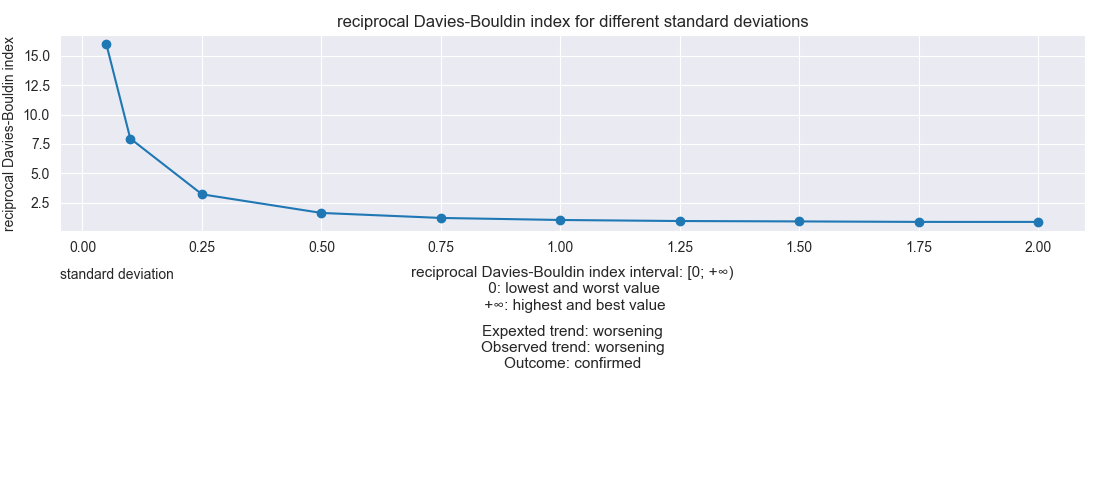 reciprocal Davies-Bouldin index for different standard deviations
reciprocal Davies-Bouldin index
15.0
12.5
10.0
7.5
5.0
2.5
0.00 0.25 0.50 0.75 1.00 1.25 1.50 1.75 2.00
standard deviation
reciprocal Davies-Bouldin index interval: [0; +∞)
0: lowest and worst value
+∞: highest and best value
Expexted trend: worsening
Observed trend: worsening
Outcome: confirmed